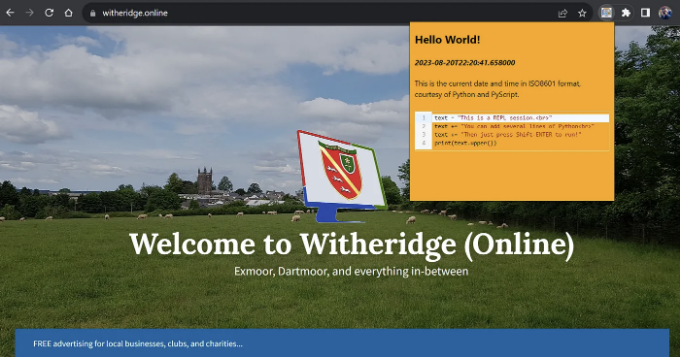 witheridge.online
Hello World!
2023-08-20T22:20:41.658000
This is the current date and time in ISO8601 format,
courtesy of Python and PyScript.
1 text = "This is a REPL session.<br>"
2 text += "You can add several lines of Python<br>"
3 text += "Then just press Shift-ENTER to run!"
4 print(text.upper())
Welcome to Witheridge (Online)
Exmoor, Dartmoor, and everything in-between
FREE advertising for local businesses, clubs, and charities...